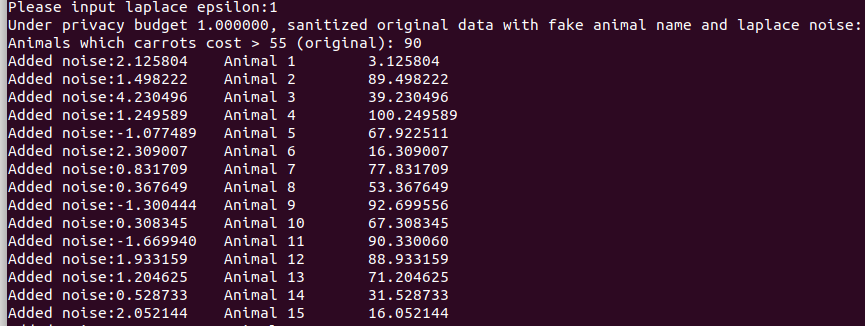 Please input laplace epsilon:1
Under privacy budget 1.000000, sanitized original data with fake animal name and laplace noise:
Animals which carrots cost > 55 (original): 90
Added noise:2.125804 Animal 1 3.125804
Added noise:1.498222 Animal 2 89.498222
Added noise:4.230496 Animal 3 39.230496
Added noise:1.249589 Animal 4 100.249589
Added noise:-1.077489 Animal 5 67.922511
Added noise:2.309007 Animal 6 16.309007
Added noise:0.831709 Animal 7 77.831709
Added noise:0.367649 Animal 8 53.367649
Added noise:-1.300444 Animal 9 92.699556
Added noise:0.308345 Animal 10 67.308345
Added noise:-1.669940 Animal 11 90.330060
Added noise:1.933159 Animal 12 88.933159
Added noise:1.204625 Animal 13 71.204625
Added noise:0.528733 Animal 14 31.528733
Added noise:2.052144 Animal 15 16.052144